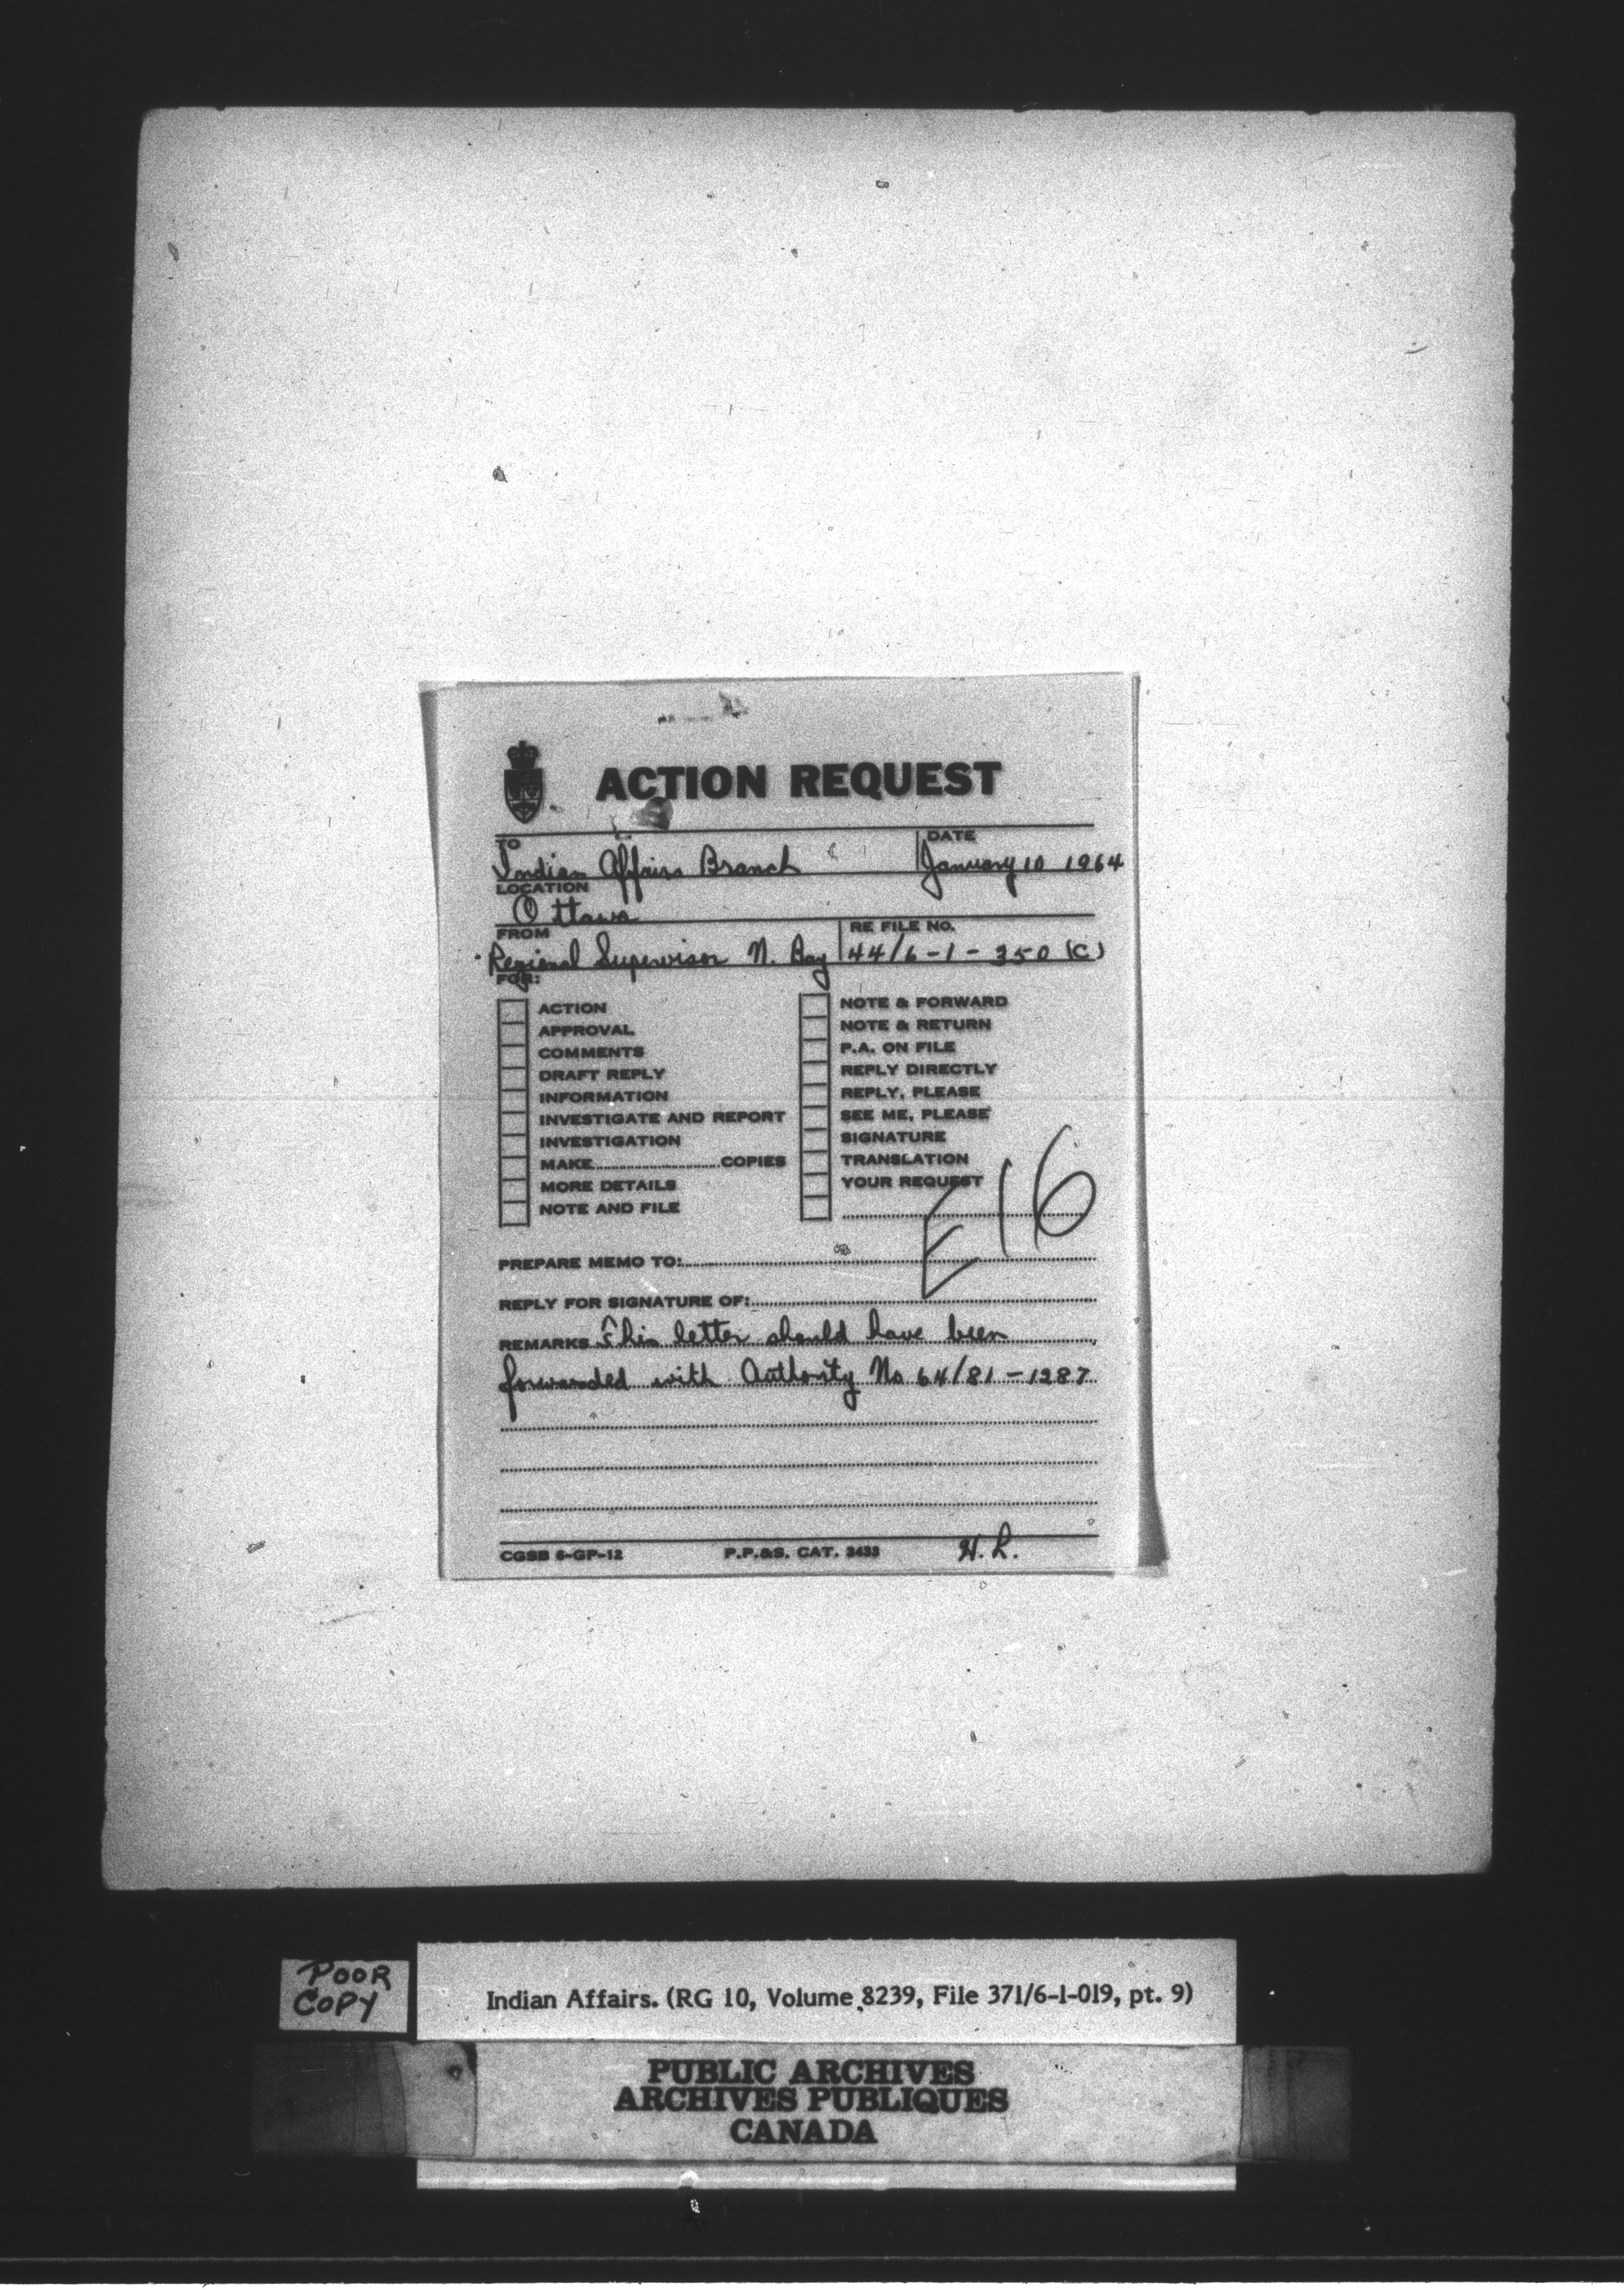 ACTION REQUEST
TO
DATE
Indian Affairs Branch
January 10 1964
LOCATION
Ottawa
FROM
RE FILE NO.
Regional Supervisor N. Bay
44/6-1-350 (C)
FOR:
ACTION
APPROVAL
COMMENTS
DRAFT REPLY
INFORMATION
INVESTIGATE AND REPORT
INVESTIGATION
MAKE COPIES
MORE DETAILS
NOTE AND FILE
NOTE & FORWARD
NOTE & RETURN
P.A. ON FILE
REPLY DIRECTLY
REPLY, PLEASE
SEE ME, PLEASE
SIGNATURE
TRANSLATION
YOUR REQUEST
E16
PREPARE MEMO TO:
REPLY FOR SIGNATURE OF:
REMARKS This letter should have been
forwarded with Authority No 64/81-1287
CGSB 6-GP-12 P.P.&S. CAT. 3433 H.L.
POOR
COPY
Indian Affairs. (RG 10, Volume 8239, File 371/6-1-019, pt. 9)
PUBLIC ARCHIVES
ARCHIVES PUBLIQUES
CANADA